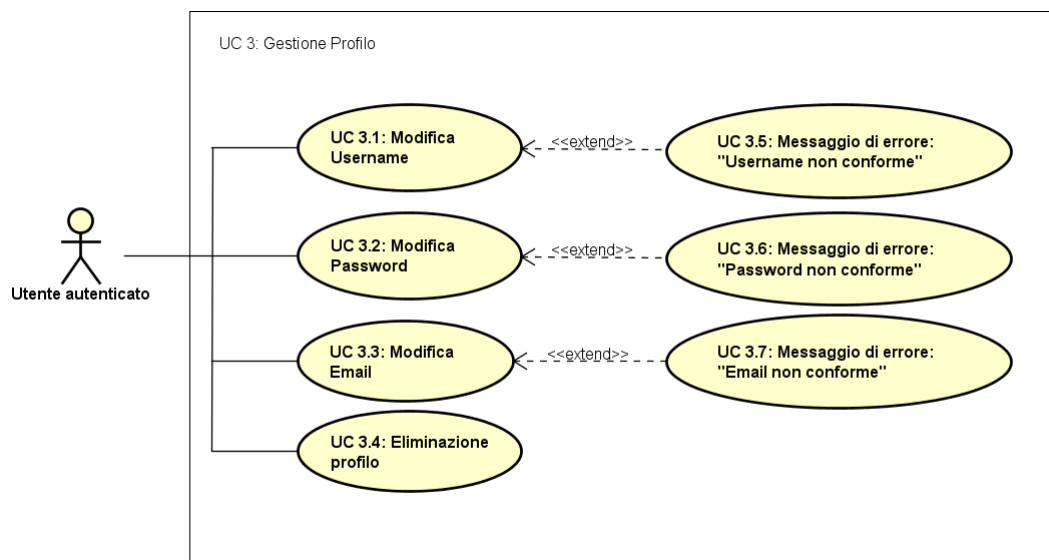 UC 3: Gestione Profilo
UC 3.1: Modifica
Username
<<extend>>
UC 3.5: Messaggio di errore:
"Username non conforme"
UC 3.2: Modifica
Password
<<extend>>
UC 3.6: Messaggio di errore:
"Password non conforme"
Utente autenticato
UC 3.3: Modifica
Email
<<extend>>
UC 3.7: Messaggio di errore:
"Email non conforme"
UC 3.4: Eliminazione
profilo